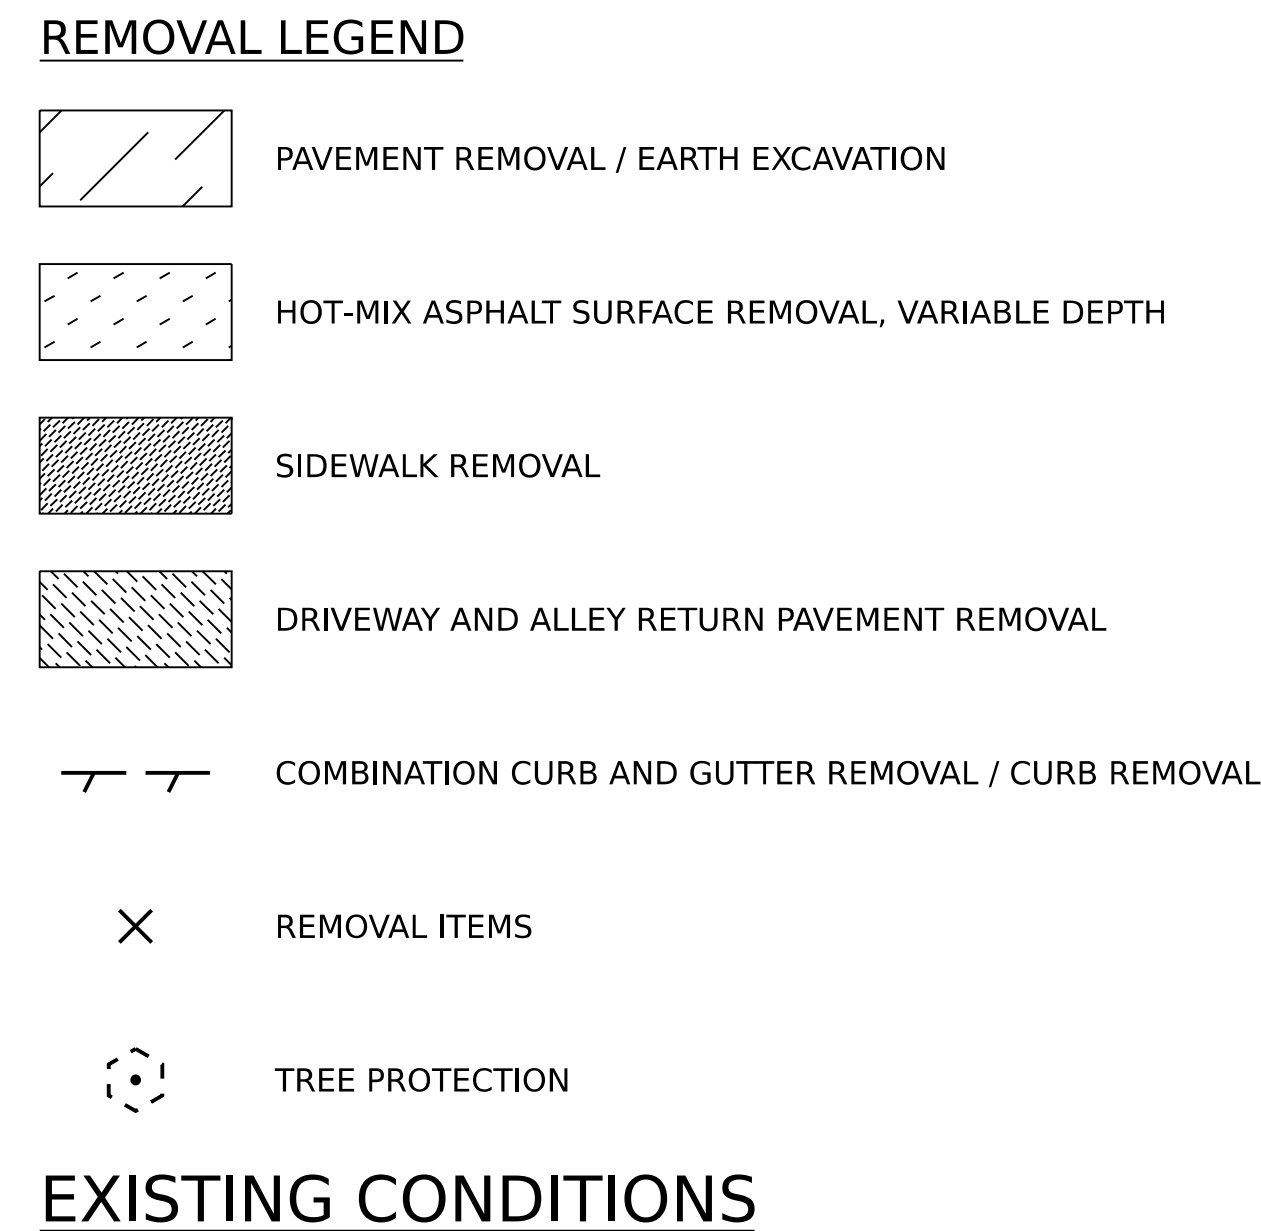 REMOVAL LEGEND
PAVEMENT REMOVAL / EARTH EXCAVATION
HOT-MIX ASPHALT SURFACE REMOVAL, VARIABLE DEPTH
SIDEWALK REMOVAL
DRIVEWAY AND ALLEY RETURN PAVEMENT REMOVAL
COMBINATION CURB AND GUTTER REMOVAL / CURB REMOVAL
REMOVAL ITEMS
TREE PROTECTION
EXISTING CONDITIONS